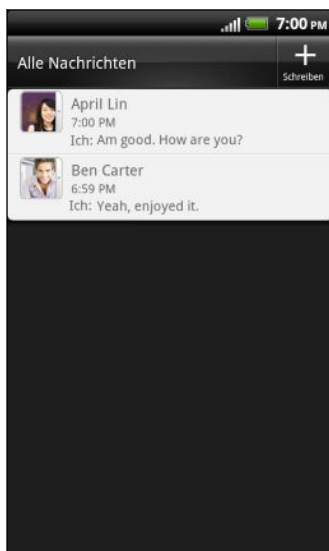 7:00 PM
Alle Nachrichten
Schreiben
April Lin
7:00 PM
Ich: Am good. How are you?
Ben Carter
6:59 PM
Ich: Yeah, enjoyed it.